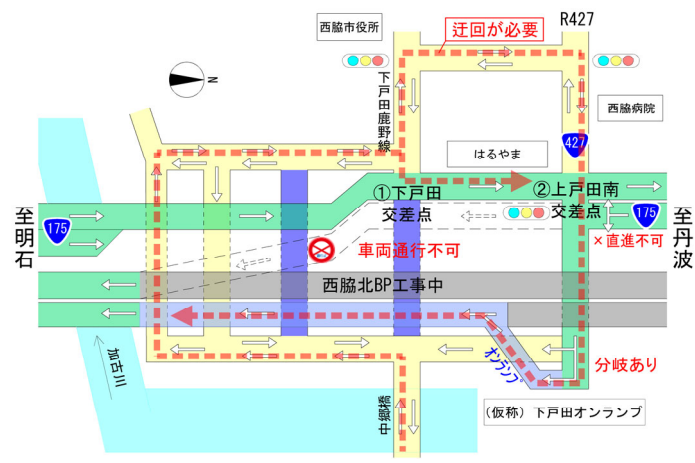 西脇市役所
迂回が必要
R427
N
下戸田鹿野線
西脇病院
427
はるやま
①下戸田
交差点
②上戸田南
交差点
至明石
175
175
至丹波
×直進不可
車両通行不可
西脇北BP工事中
加古川
オンランプ
分岐あり
中郷橋
(仮称) 下戸田オンランプ